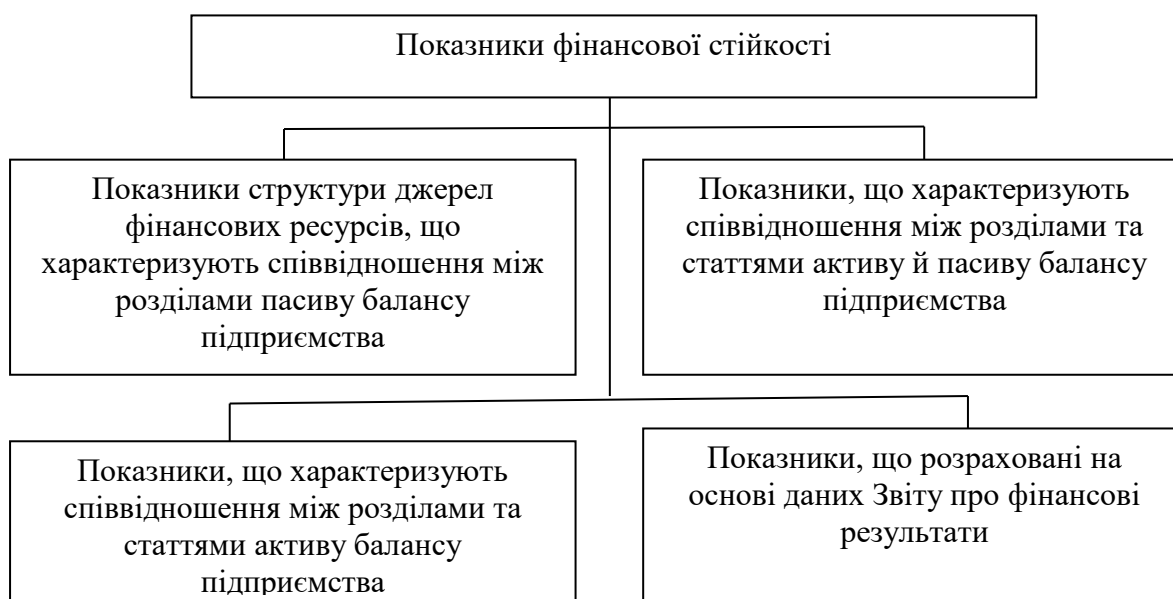 Показники фінансової стійкості
Показники структури джерел
фінансових ресурсів, що
характеризують співвідношення між
розділами пасиву балансу
підприємства
Показники, що характеризують
співвідношення між розділами та
статтями активу й пасиву балансу
підприємства
Показники, що характеризують
співвідношення між розділами та
статтями активу балансу
підприємства
Показники, що розраховані на
основі даних Звіту про фінансові
результати